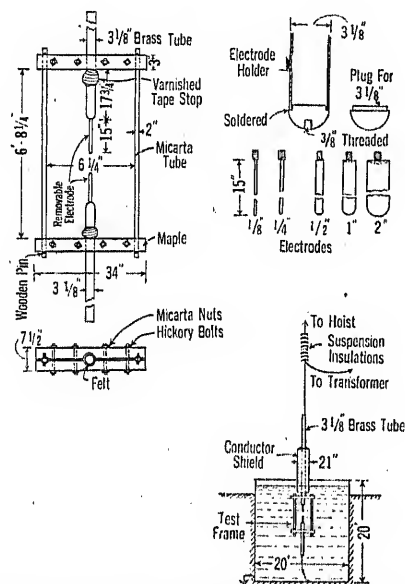 3 1/8" Brass Tube
3"
Varnished
Tape Stop
17 3/4"
15"
2"
6'-8 1/4"
6 1/4"
Micarta
Tube
Removable
Electrode
Maple
Wooden Pin
34"
3 1/8"
Micarta Nuts
Hickory Bolts
7 1/2"
Felt
3 1/8"
Electrode
Holder
Plug For
3 1/8"
Soldered
3/8"
Threaded
15"
1/8"
1/4"
1/2"
1"
2"
Electrodes
To Hoist
Suspension
Insulations
To Transformer
3 1/8" Brass Tube
Conductor
Shield
21"
Test
Frame
20'
20'